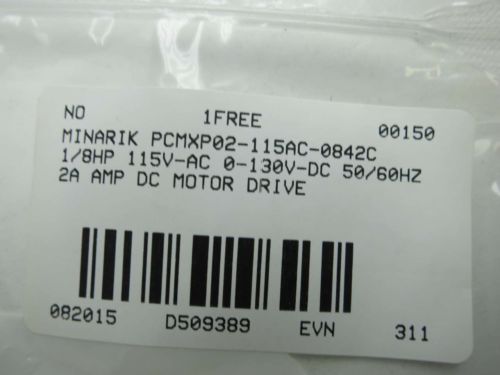 NO 1FREE 00150
MINARIK PCMXP02-115AC-0842C
1/8HP 115V-AC 0-130V-DC 50/60HZ
2A AMP DC MOTOR DRIVE
082015 D509389 EVN 311